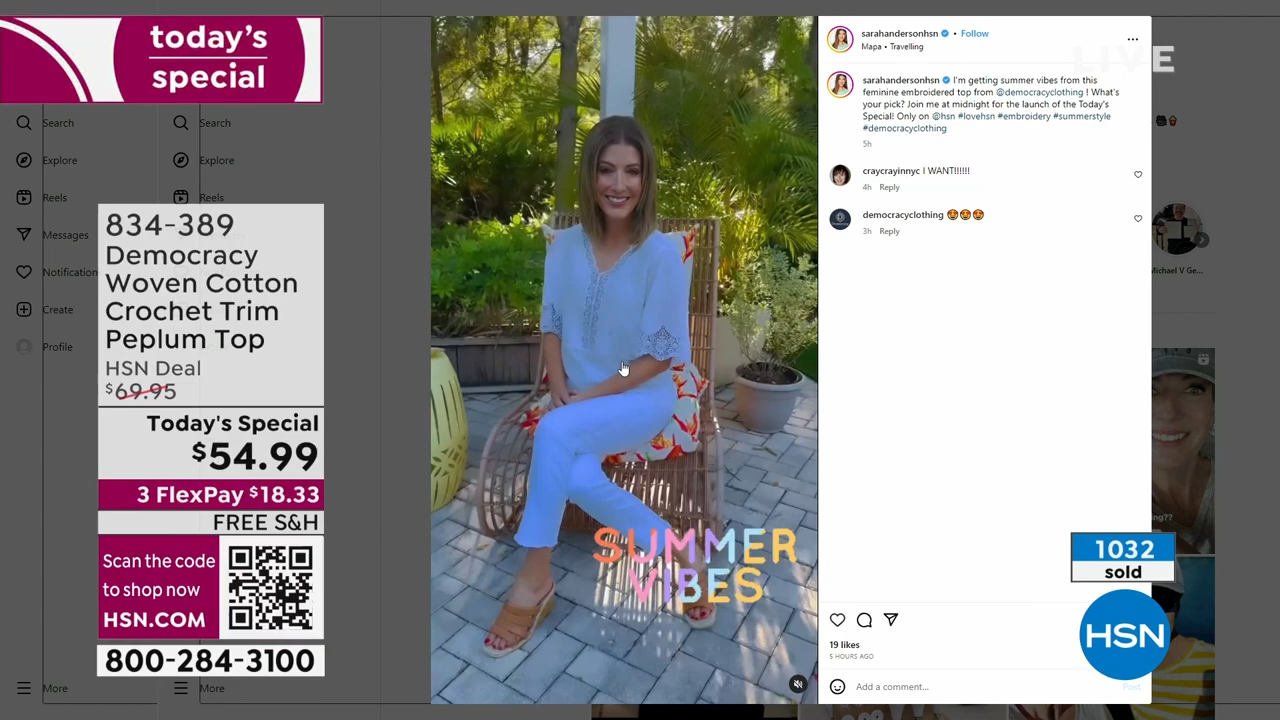 today's
special
Search
Explore
Reels
Messages
Notification
Create
Profile
More
Search
Explore
Reels
More
834-389
Democracy
Woven Cotton
Crochet Trim
Peplum Top
HSN Deal
$69.95
Today's Special
$54.99
3 FlexPay $18.33
FREE S&H
Scan the code
to shop now
HSN.COM
800-284-3100
SUMMER
VIBES
sarahandersonhsn • Follow
Mapa • Travelling
LIVE
sarahandersonhsn I'm getting summer vibes from this
feminine embroidered top from @democracyclothing ! What's
your pick? Join me at midnight for the launch of the Today's
Special! Only on @hsn #lovehsn #embroidery #summerstyle
#democracyclothing
5h
craycrayinnyc I WANT!!!!!!
4h Reply
democracyclothing 🤩🤩🤩
3h Reply
Michael V Ge...
ing??
1032
sold
HSN
19 likes
5 HOURS AGO
Add a comment...
Post